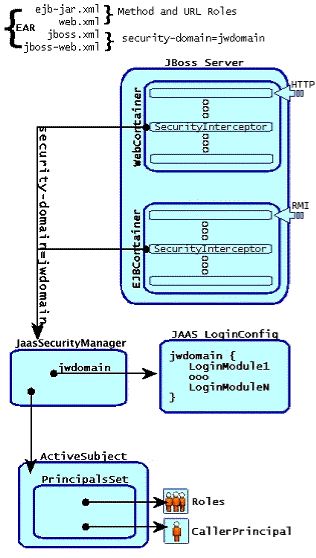 ejb-jar.xml
web.xml
Method and URL Roles
EAR
jboss.xml
jboss-web.xml
security-domain=jwdomain
JBoss Server
HTTP
WebContainer
SecurityInterceptor
RMI
EJBContainer
SecurityInterceptor
security-domain=jwdomain
JaasSecurityManager
jwdomain
JAAS LoginConfig
jwdomain {
LoginModule1
ooo
LoginModuleN
}
ActiveSubject
PrincipalsSet
Roles
CallerPrincipal